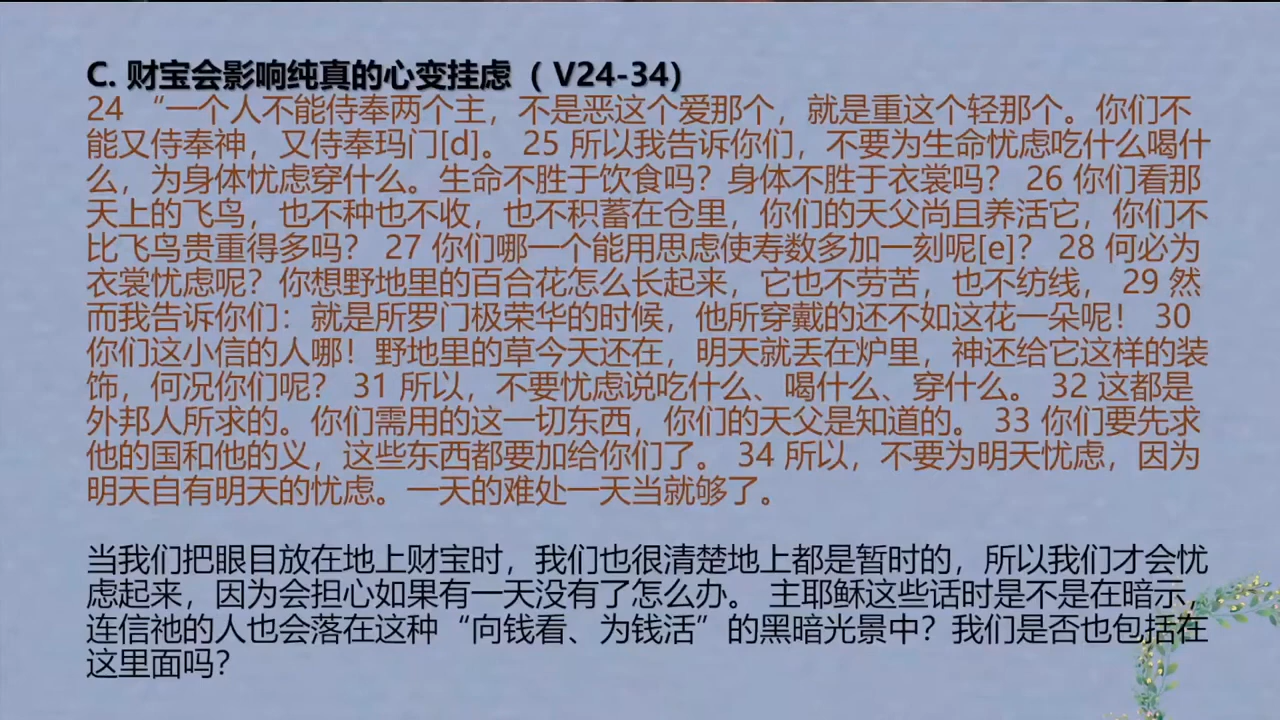 C. 财宝会影响纯真的心变挂虑（ V24-34）
24 “一个人不能侍奉两个主，不是恶这个爱那个，就是重这个轻那个。你们不
能又侍奉神，又侍奉玛门[d]。 25 所以我告诉你们，不要为生命忧虑吃什么喝什
么，为身体忧虑穿什么。生命不胜于饮食吗？身体不胜于衣裳吗？ 26 你们看那
天上的飞鸟，也不种也不收，也不积蓄在仓里，你们的天父尚且养活它，你们不
比飞鸟贵重得多吗？ 27 你们哪一个能用思虑使寿数多加一刻呢[e]？ 28 何必为
衣裳忧虑呢？你想野地里的百合花怎么长起来，它也不劳苦，也不纺线， 29 然
而我告诉你们：就是所罗门极荣华的时候，他所穿戴的还不如这花一朵呢！ 30
你们这小信的人哪！野地里的草今天还在，明天就丢在炉里，神还给它这样的装
饰，何况你们呢？ 31 所以，不要忧虑说吃什么、喝什么、穿什么。 32 这都是
外邦人所求的。你们需用的这一切东西，你们的天父是知道的。 33 你们要先求
他的国和他的义，这些东西都要加给你们了。 34 所以，不要为明天忧虑，因为
明天自有明天的忧虑。一天的难处一天当就够了。
当我们把眼目放在地上财宝时，我们也很清楚地上都是暂时的，所以我们才会忧
虑起来，因为会担心如果有一天没有了怎么办。 主耶稣这些话时是不是在暗示，
连信祂的人也会落在这种“向钱看、为钱活”的黑暗光景中？我们是否也包括在
这里面吗？